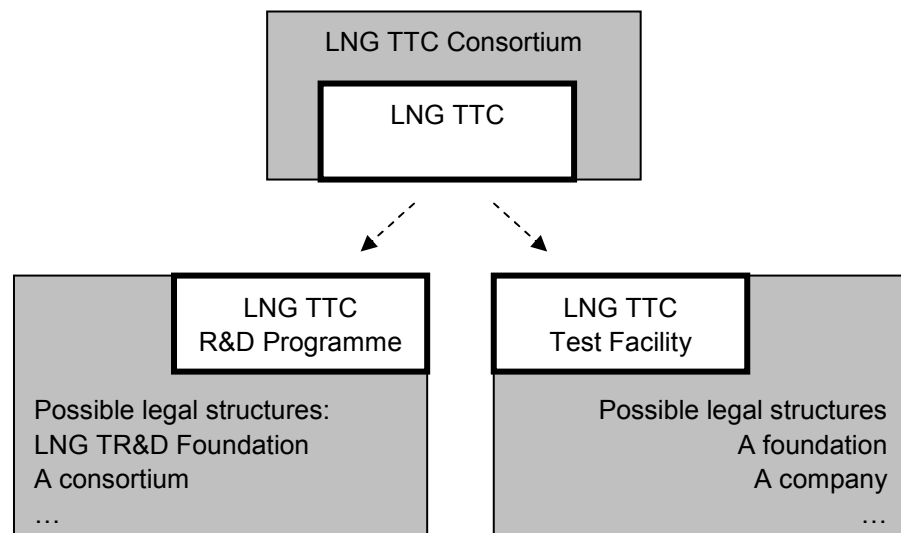 LNG TTC Consortium
LNG TTC
LNG TTC
R&D Programme
Possible legal structures:
LNG TR&D Foundation
A consortium
…
LNG TTC
Test Facility
Possible legal structures
A foundation
A company
…